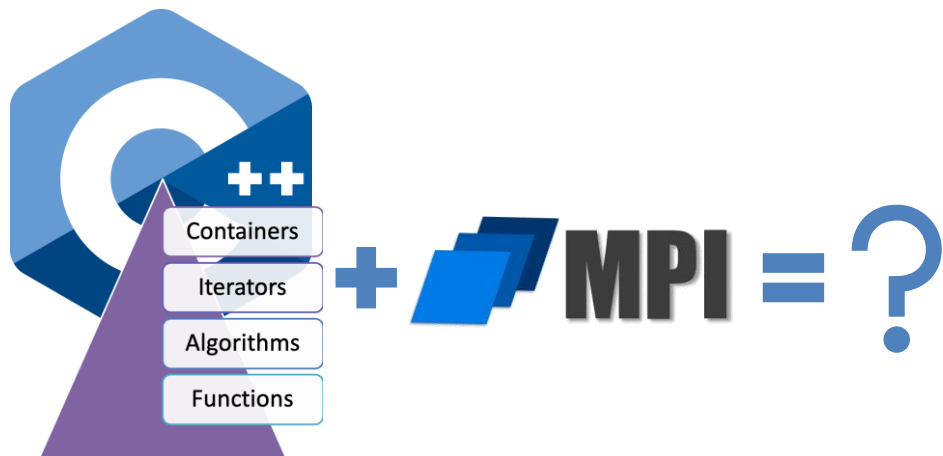 C++
Containers
Iterators
Algorithms
Functions
+
MPI
=
?